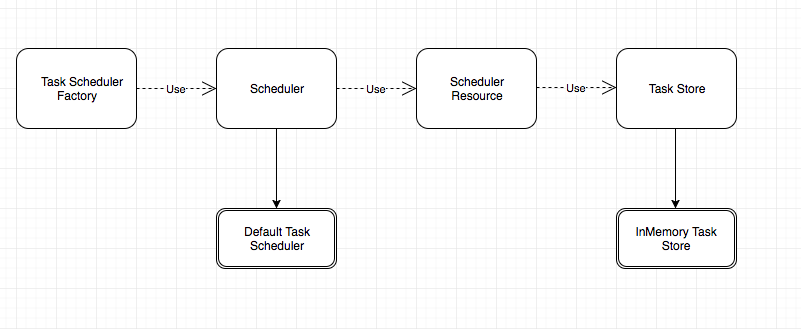 Task Scheduler
Factory
Use
Scheduler
Use
Scheduler
Resource
Use
Task Store
Default Task
Scheduler
InMemory Task
Store